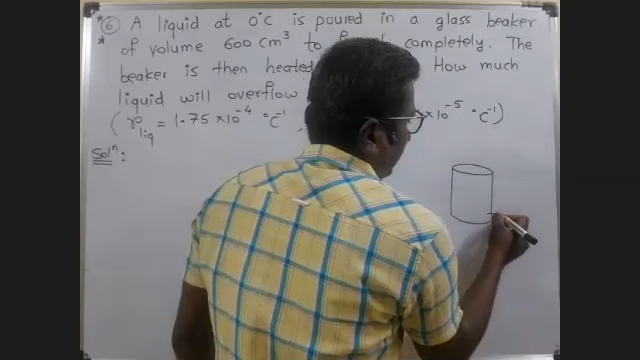 * ⑥ A liquid at 0°C is poured in a glass beaker
* of volume 600 cm³ to completely. The
beaker is then heated How much
liquid will overflow
( γ_liq = 1.75 × 10⁻⁴ °C⁻¹, × 10⁻⁵ °C⁻¹ )
Solⁿ: